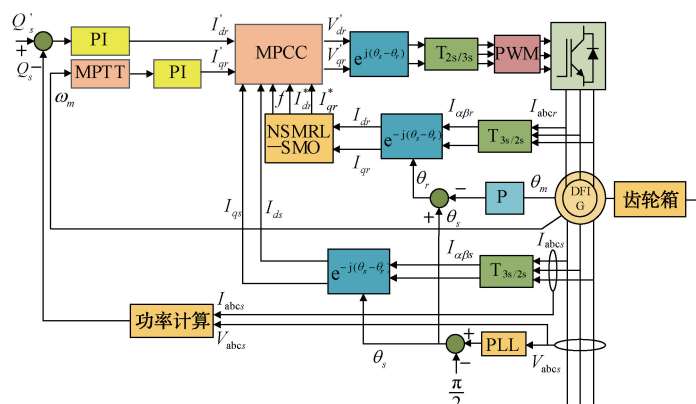 Q's
+
Qs−
PI
I'dr
MPCC
V'dr
e^j(θs−θr)
T2s/3s
PWM
MPTT
PI
I'qr
V'qr
ωm
f
I*dr
I*qr
NSMRL
−SMO
Idr
Iqr
e^−j(θs−θr)
Iαβr
T3s/2s
Iabcr
θr
−
+
θs
P
θm
DFI
G
齿轮箱
Iqs
Ids
e^−j(θs−θr)
Iαβs
T3s/2s
Iabcs
功率计算
Iabcs
Vabcs
θs
+
−
π/2
PLL
Vabcs